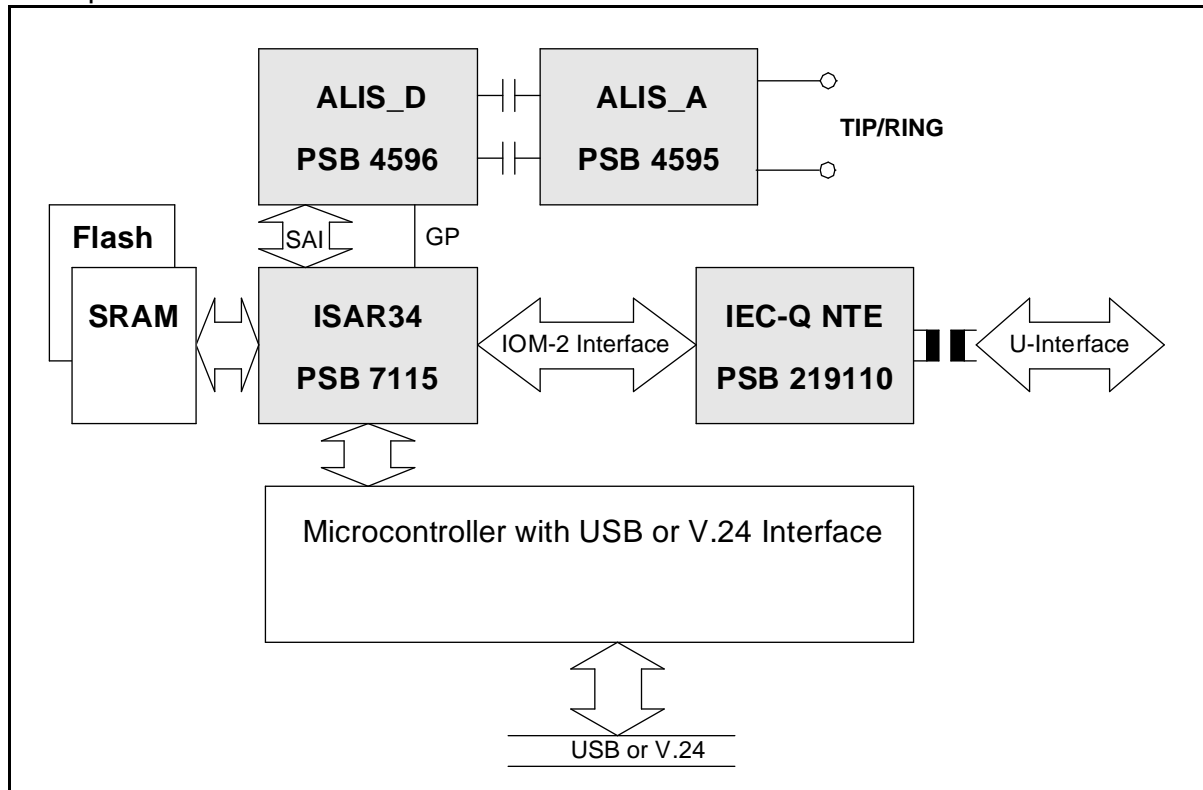 ALIS_D
PSB 4596
ALIS_A
PSB 4595
TIP/RING
Flash
SRAM
SAI
GP
ISAR34
PSB 7115
IOM-2 Interface
IEC-Q NTE
PSB 219110
U-Interface
Microcontroller with USB or V.24 Interface
USB or V.24